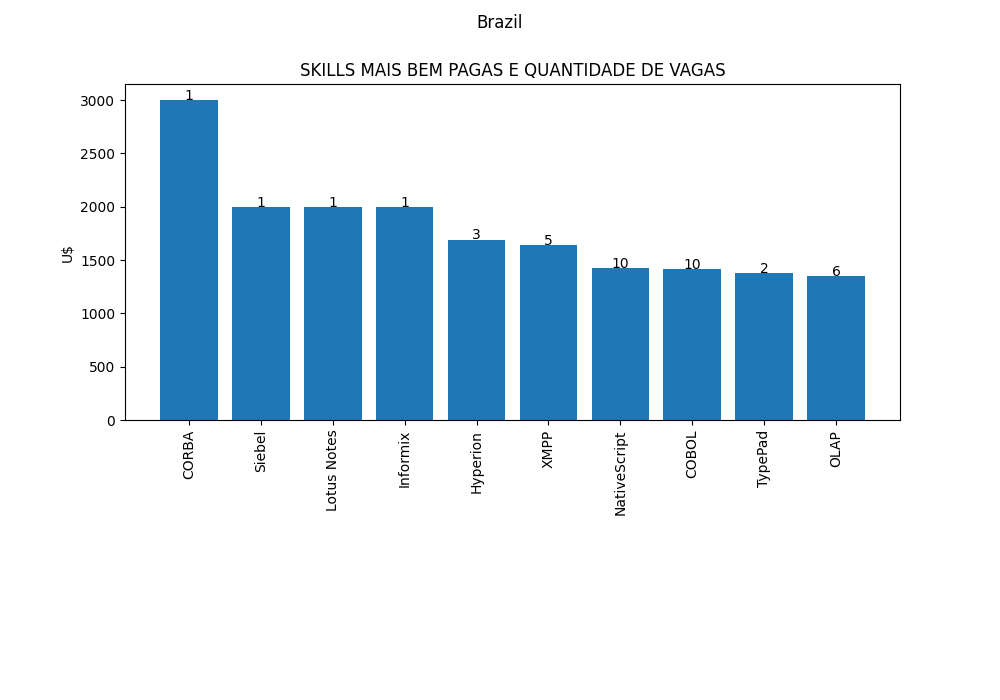 Brazil
SKILLS MAIS BEM PAGAS E QUANTIDADE DE VAGAS
U$
3000
2500
2000
1500
1000
500
0
1
1
1
1
3
5
10
10
2
6
CORBA
Siebel
Lotus Notes
Informix
Hyperion
XMPP
NativeScript
COBOL
TypePad
OLAP